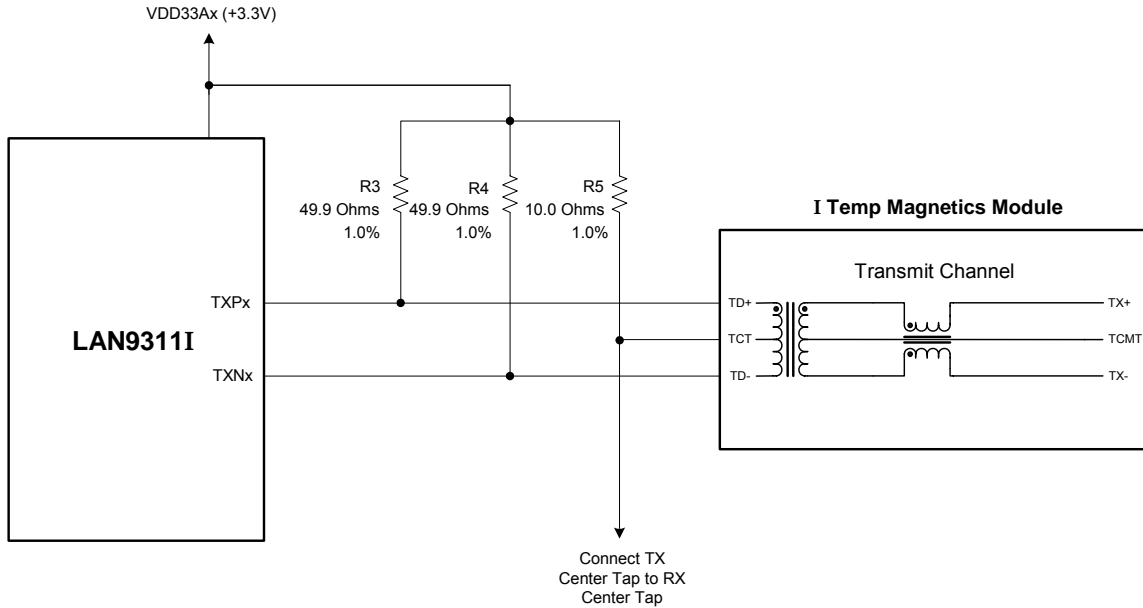 VDD33Ax (+3.3V)
R3
49.9 Ohms
1.0%
R4
49.9 Ohms
1.0%
R5
10.0 Ohms
1.0%
I Temp Magnetics Module
Transmit Channel
TXPx
TD+
TX+
LAN9311I
TCT
TCMT
TXNx
TD-
TX-
Connect TX
Center Tap to RX
Center Tap